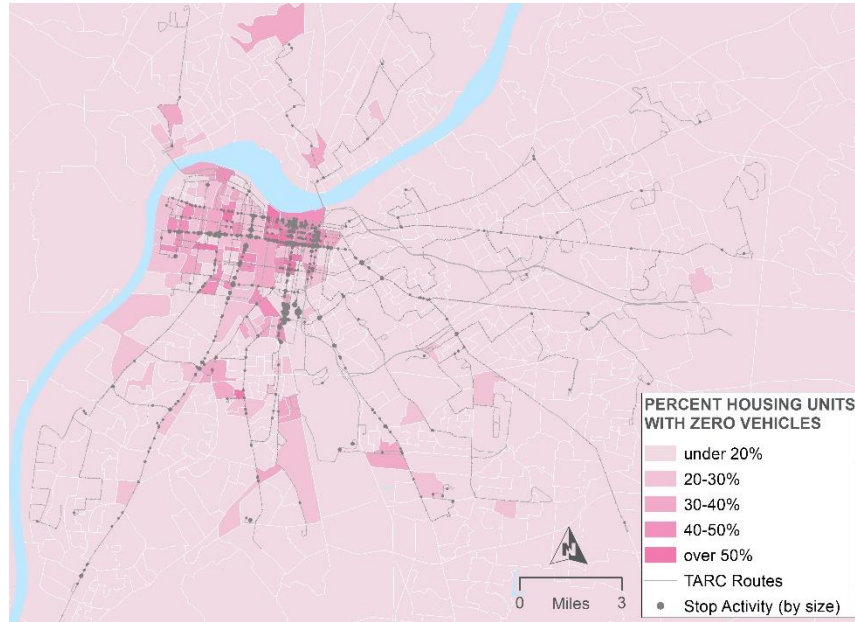 PERCENT HOUSING UNITS
WITH ZERO VEHICLES
under 20%
20-30%
30-40%
40-50%
over 50%
TARC Routes
Stop Activity (by size)
N
0 Miles 3